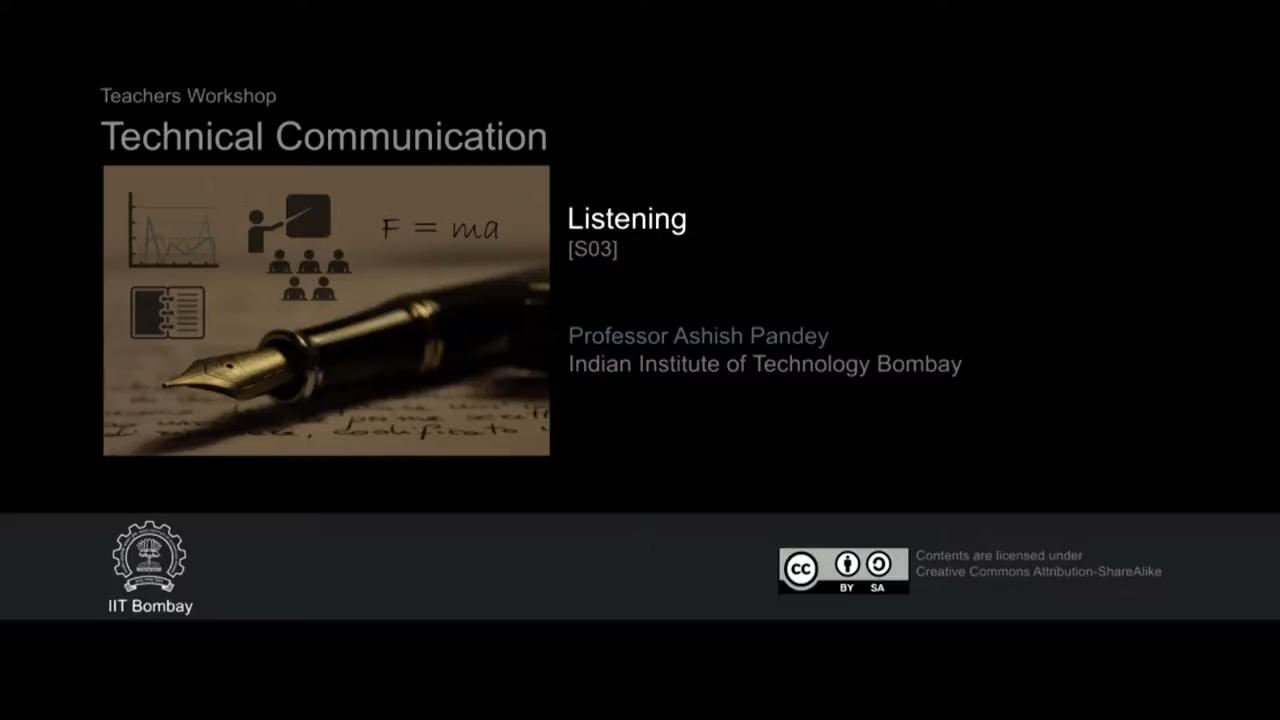 Teachers Workshop
Technical Communication
F = ma
Listening
[S03]
Professor Ashish Pandey
Indian Institute of Technology Bombay
IIT Bombay
cc
BY SA
Contents are licensed under
Creative Commons Attribution-ShareAlike